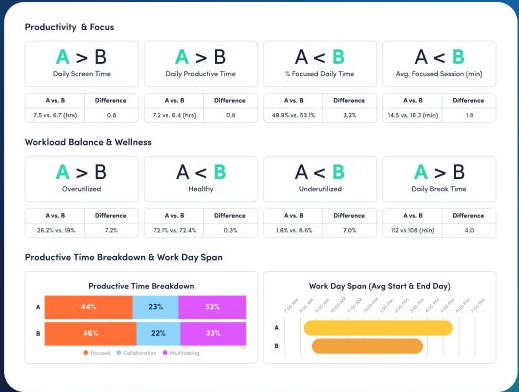 Productivity & Focus
A > B
Daily Screen Time
A > B
Daily Productive Time
A < B
% Focused Daily Time
A < B
Avg. Focused Session (min)
A vs. B Difference
7.5 vs. 6.7 (hrs) 0.8
A vs. B Difference
7.2 vs. 6.4 (hrs) 0.8
A vs. B Difference
49.9% vs. 53.1% 3.2%
A vs. B Difference
14.5 vs. 16.3 (min) 1.8
Workload Balance & Wellness
A > B
Overutilized
A < B
Healthy
A < B
Underutilized
A > B
Daily Break Time
A vs. B Difference
26.2% vs. 19% 7.2%
A vs. B Difference
72.1% vs. 72.4% 0.3%
A vs. B Difference
1.6% vs. 8.6% 7.0%
A vs. B Difference
112 vs.108 (min) 4.0
Productive Time Breakdown & Work Day Span
Productive Time Breakdown
A 44% 23% 33%
B 46% 22% 33%
Focused Collaboration Multitasking
Work Day Span (Avg Start & End Day)
A
B